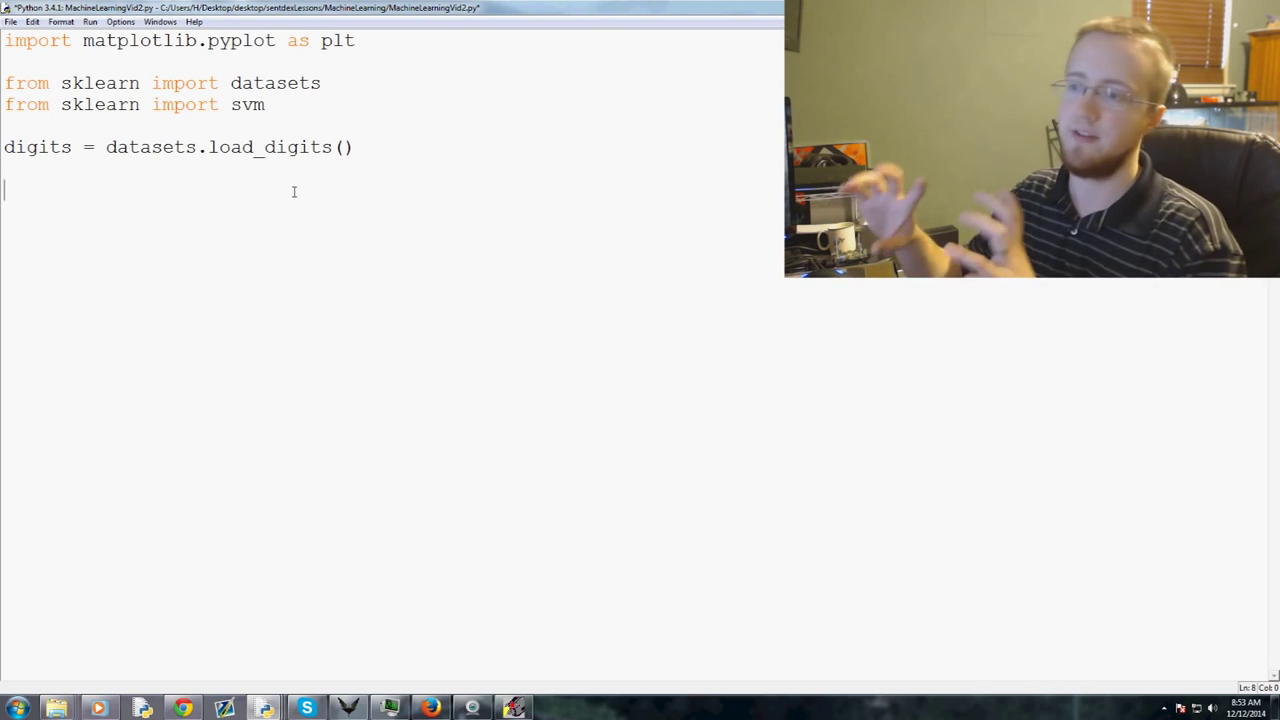 *Python 3.4.1: MachineLearningVid2.py - C:/Users/H/Desktop/desktop/sentdexLessons/MachineLearning/MachineLearningVid2.py*
File Edit Format Run Options Windows Help
import matplotlib.pyplot as plt
from sklearn import datasets
from sklearn import svm
digits = datasets.load_digits()
Ln: 8 Col: 0
8:53 AM
12/12/2014